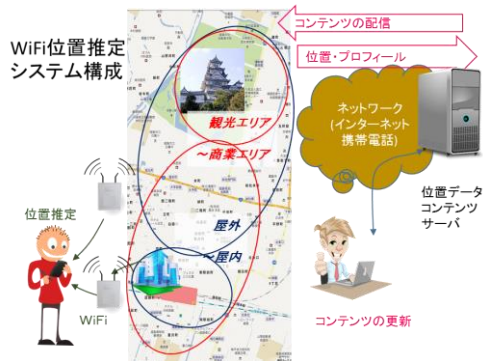 WiFi位置推定
システム構成
コンテンツの配信
位置・プロフィール
ネットワーク
(インターネット
携帯電話)
観光エリア
～商業エリア
位置データ
コンテンツ
サーバ
位置推定
屋外
～屋内
WiFi
コンテンツの更新